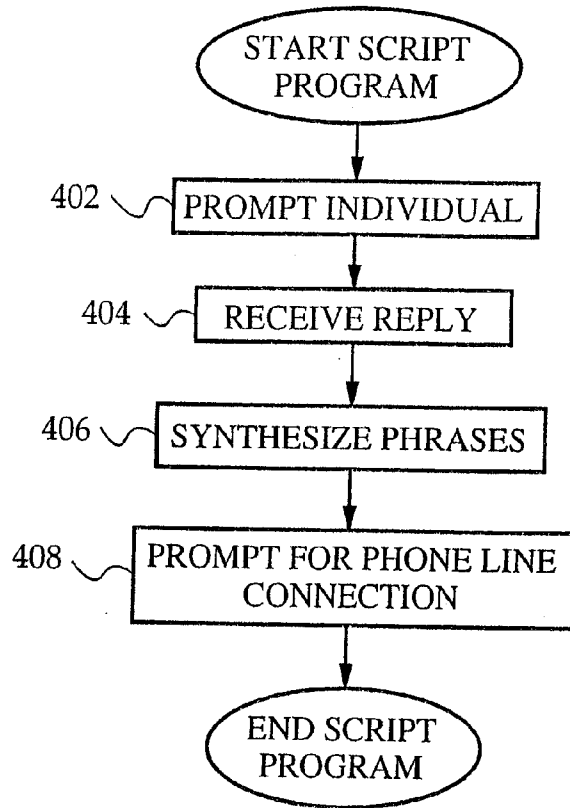 START SCRIPT
PROGRAM
402 PROMPT INDIVIDUAL
404 RECEIVE REPLY
406 SYNTHESIZE PHRASES
408 PROMPT FOR PHONE LINE
CONNECTION
END SCRIPT
PROGRAM